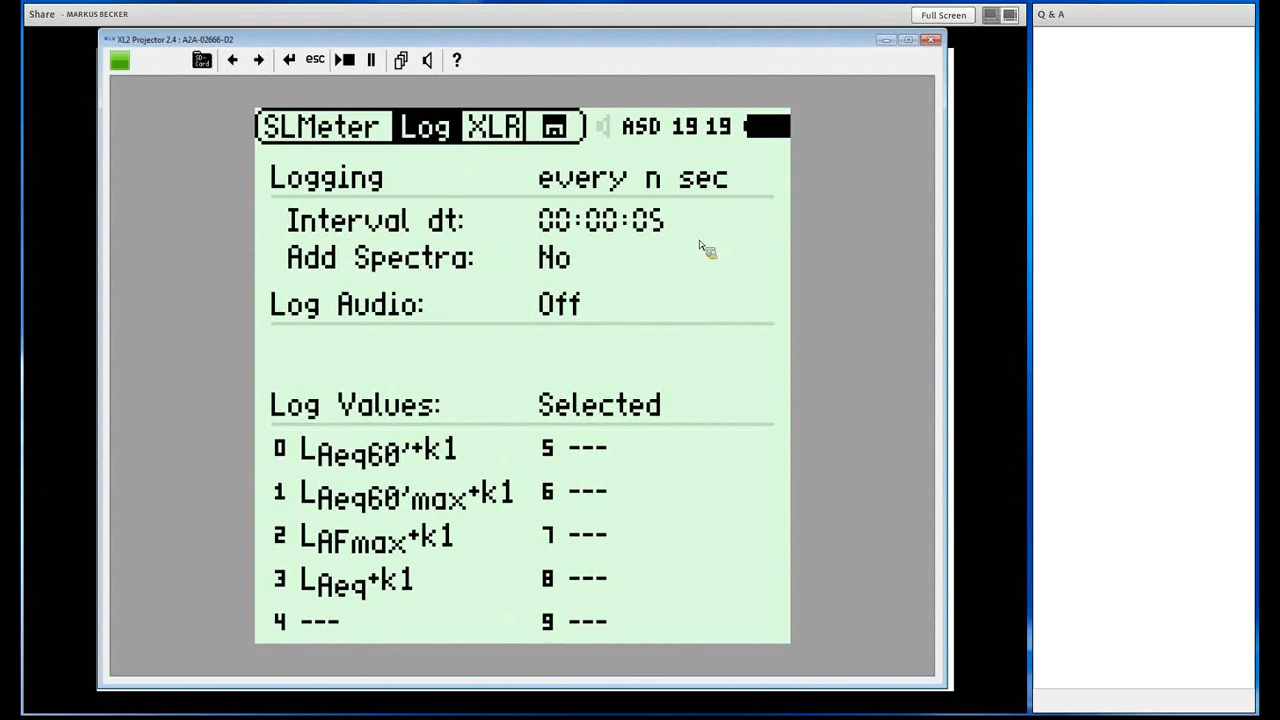 Share - MARKUS BECKER
Full Screen
Q & A
XL2 Projector 2.4 : A2A-02666-D2
SD-Card
esc
?
SLMeter Log XLR ASD 19 19
Logging every n sec
Interval dt: 00:00:05
Add Spectra: No
Log Audio: Off
Log Values: Selected
0 LAeq60'+k1 5 ---
1 LAeq60'max+k1 6 ---
2 LAFmax+k1 7 ---
3 LAeq+k1 8 ---
4 --- 9 ---